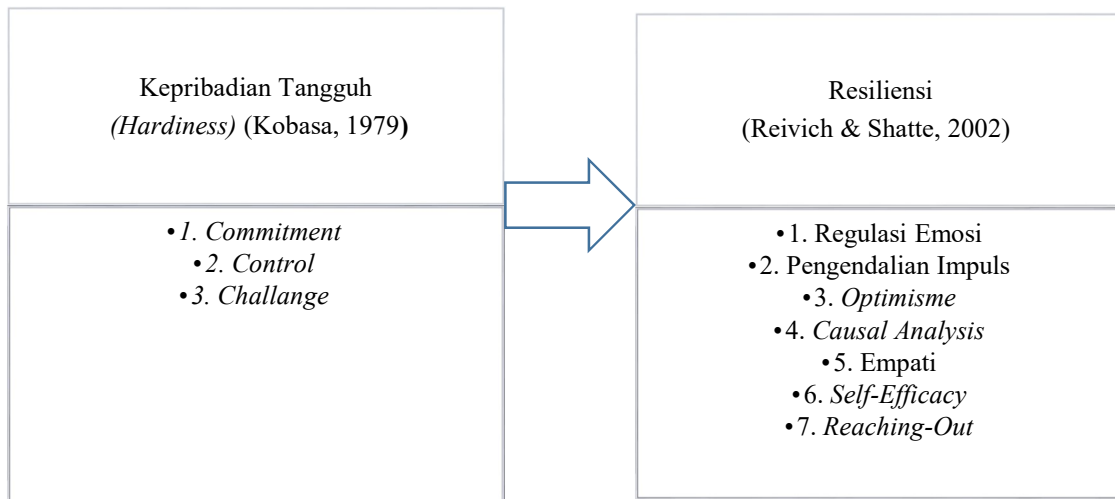 Kepribadian Tangguh
(Hardiness) (Kobasa, 1979)
•1. Commitment
•2. Control
•3. Challange
Resiliensi
(Reivich & Shatte, 2002)
•1. Regulasi Emosi
•2. Pengendalian Impuls
•3. Optimisme
•4. Causal Analysis
•5. Empati
•6. Self-Efficacy
•7. Reaching-Out